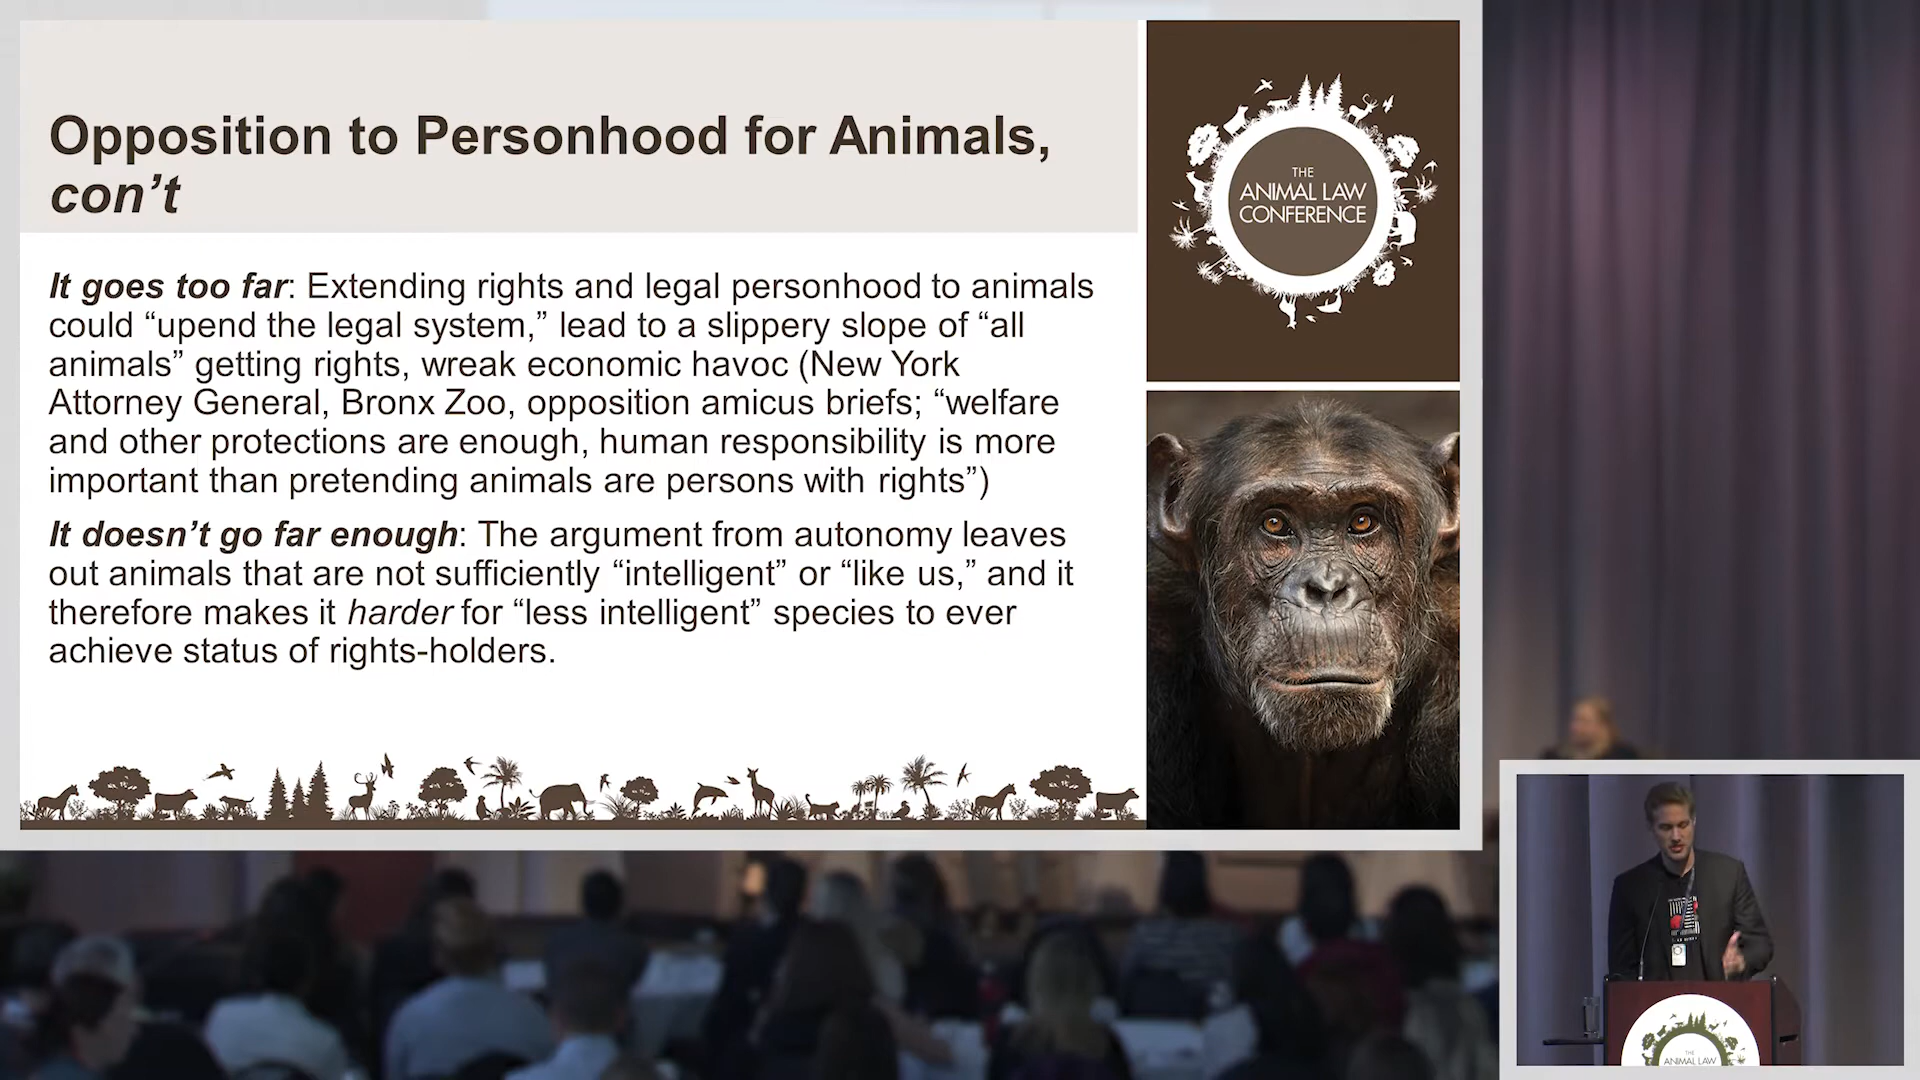 Opposition to Personhood for Animals,
con’t
It goes too far: Extending rights and legal personhood to animals
could “upend the legal system,” lead to a slippery slope of “all
animals” getting rights, wreak economic havoc (New York
Attorney General, Bronx Zoo, opposition amicus briefs; “welfare
and other protections are enough, human responsibility is more
important than pretending animals are persons with rights”)
It doesn’t go far enough: The argument from autonomy leaves
out animals that are not sufficiently “intelligent” or “like us,” and it
therefore makes it harder for “less intelligent” species to ever
achieve status of rights-holders.
THE
ANIMAL LAW
CONFERENCE
THE
ANIMAL LAW